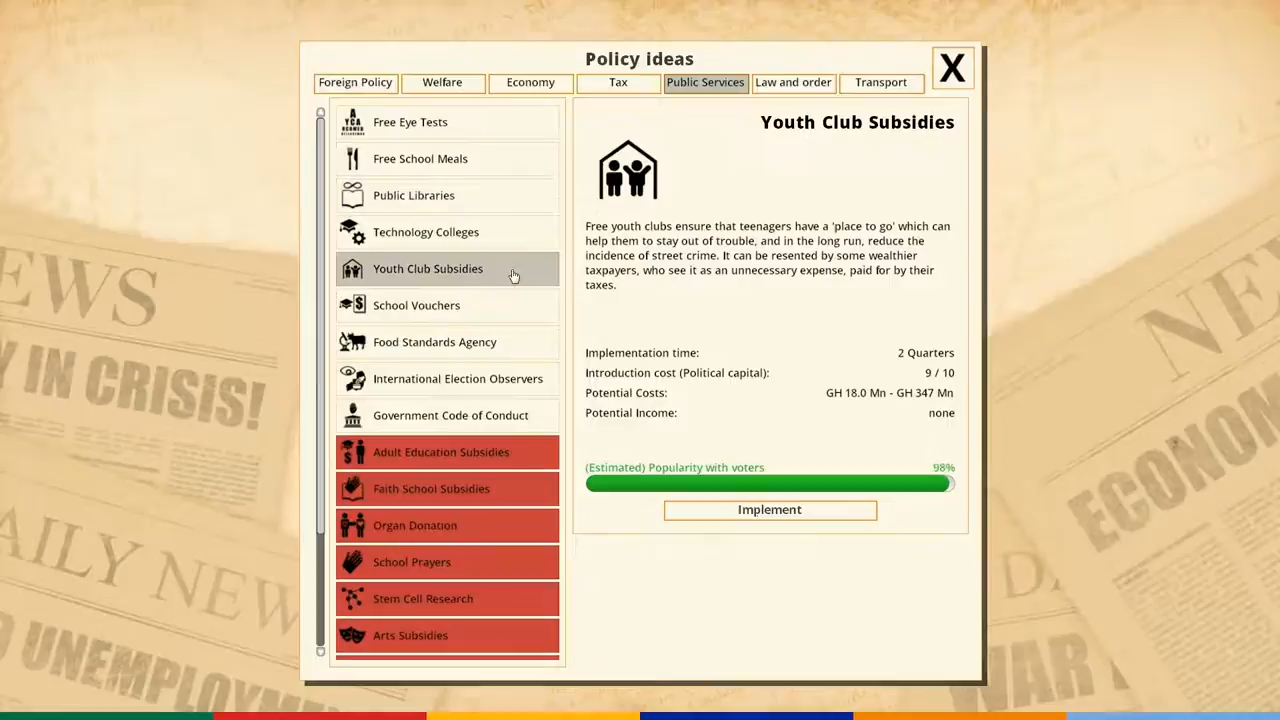 Policy ideas
X
Foreign Policy
Welfare
Economy
Tax
Public Services
Law and order
Transport
Free Eye Tests
Free School Meals
Public Libraries
Technology Colleges
Youth Club Subsidies
School Vouchers
Food Standards Agency
International Election Observers
Government Code of Conduct
Adult Education Subsidies
Faith School Subsidies
Organ Donation
School Prayers
Stem Cell Research
Arts Subsidies
Youth Club Subsidies
Free youth clubs ensure that teenagers have a 'place to go' which can
help them to stay out of trouble, and in the long run, reduce the
incidence of street crime. It can be resented by some wealthier
taxpayers, who see it as an unnecessary expense, paid for by their
taxes.
Implementation time: 2 Quarters
Introduction cost (Political capital): 9 / 10
Potential Costs: GH 18.0 Mn - GH 347 Mn
Potential Income: none
(Estimated) Popularity with voters 98%
Implement
EWS
Y IN CRISIS!
AILY NEW
UNEMPLOYM
NE
ECONOM
WAR